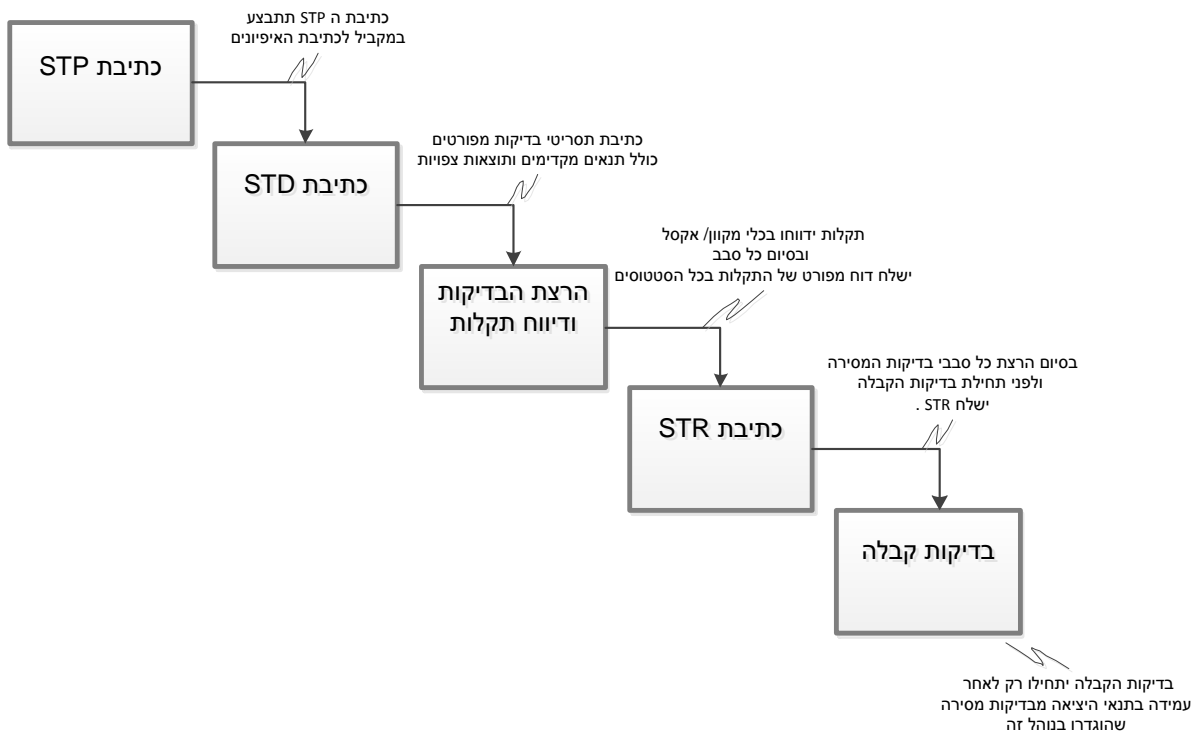 כתיבת ה STP תתבצע
במקביל לכתיבת האיפיונים
כתיבת STP
כתיבת תסריטי בדיקות מפורטים
כולל תנאים מקדימים ותוצאות צפויות
כתיבת STD
תקלות ידווחו בכלי מקוון/ אקסל
ובסיום כל סבב
ישלח דוח מפורט של התקלות בכל הסטטוסים
הרצת הבדיקות
ודיווח תקלות
בסיום הרצת כל סבבי בדיקות המסירה
ולפני תחילת בדיקות הקבלה
ישלח STR .
כתיבת STR
בדיקות קבלה
בדיקות הקבלה יתחילו רק לאחר
עמידה בתנאי היציאה מבדיקות מסירה
שהוגדרו בנוהל זה